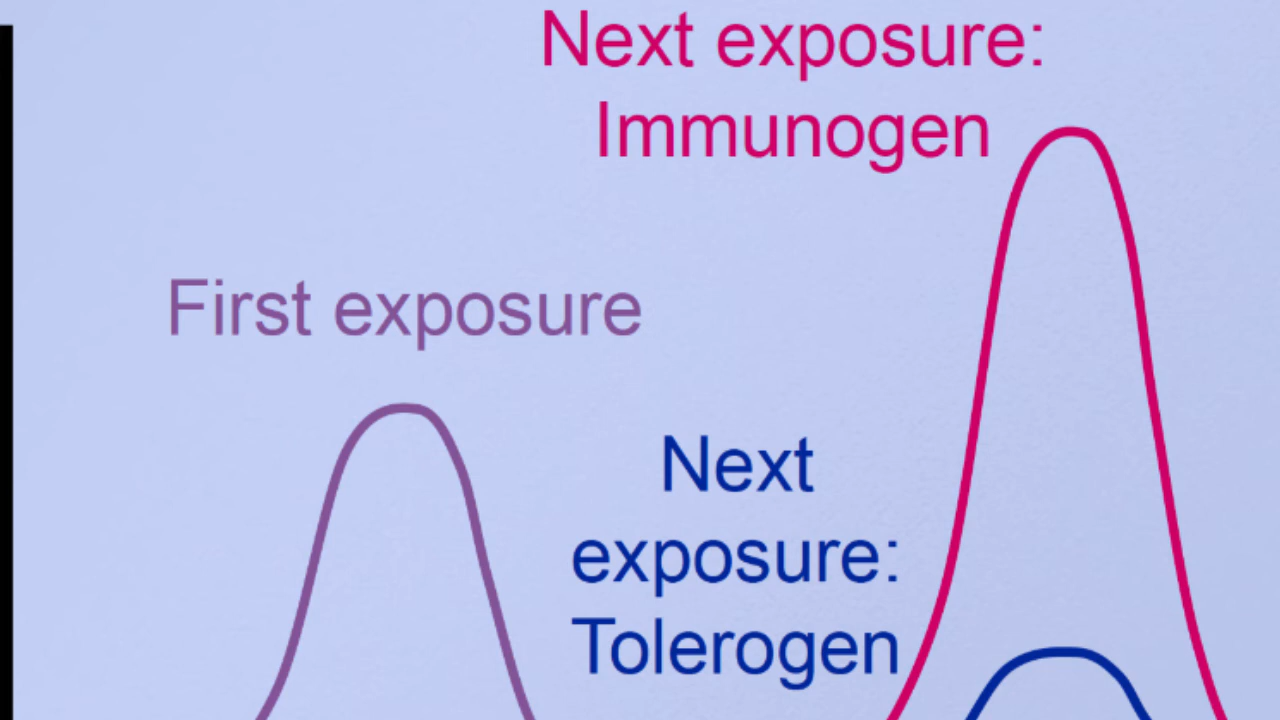 Next exposure:
Immunogen
First exposure
Next
exposure:
Tolerogen